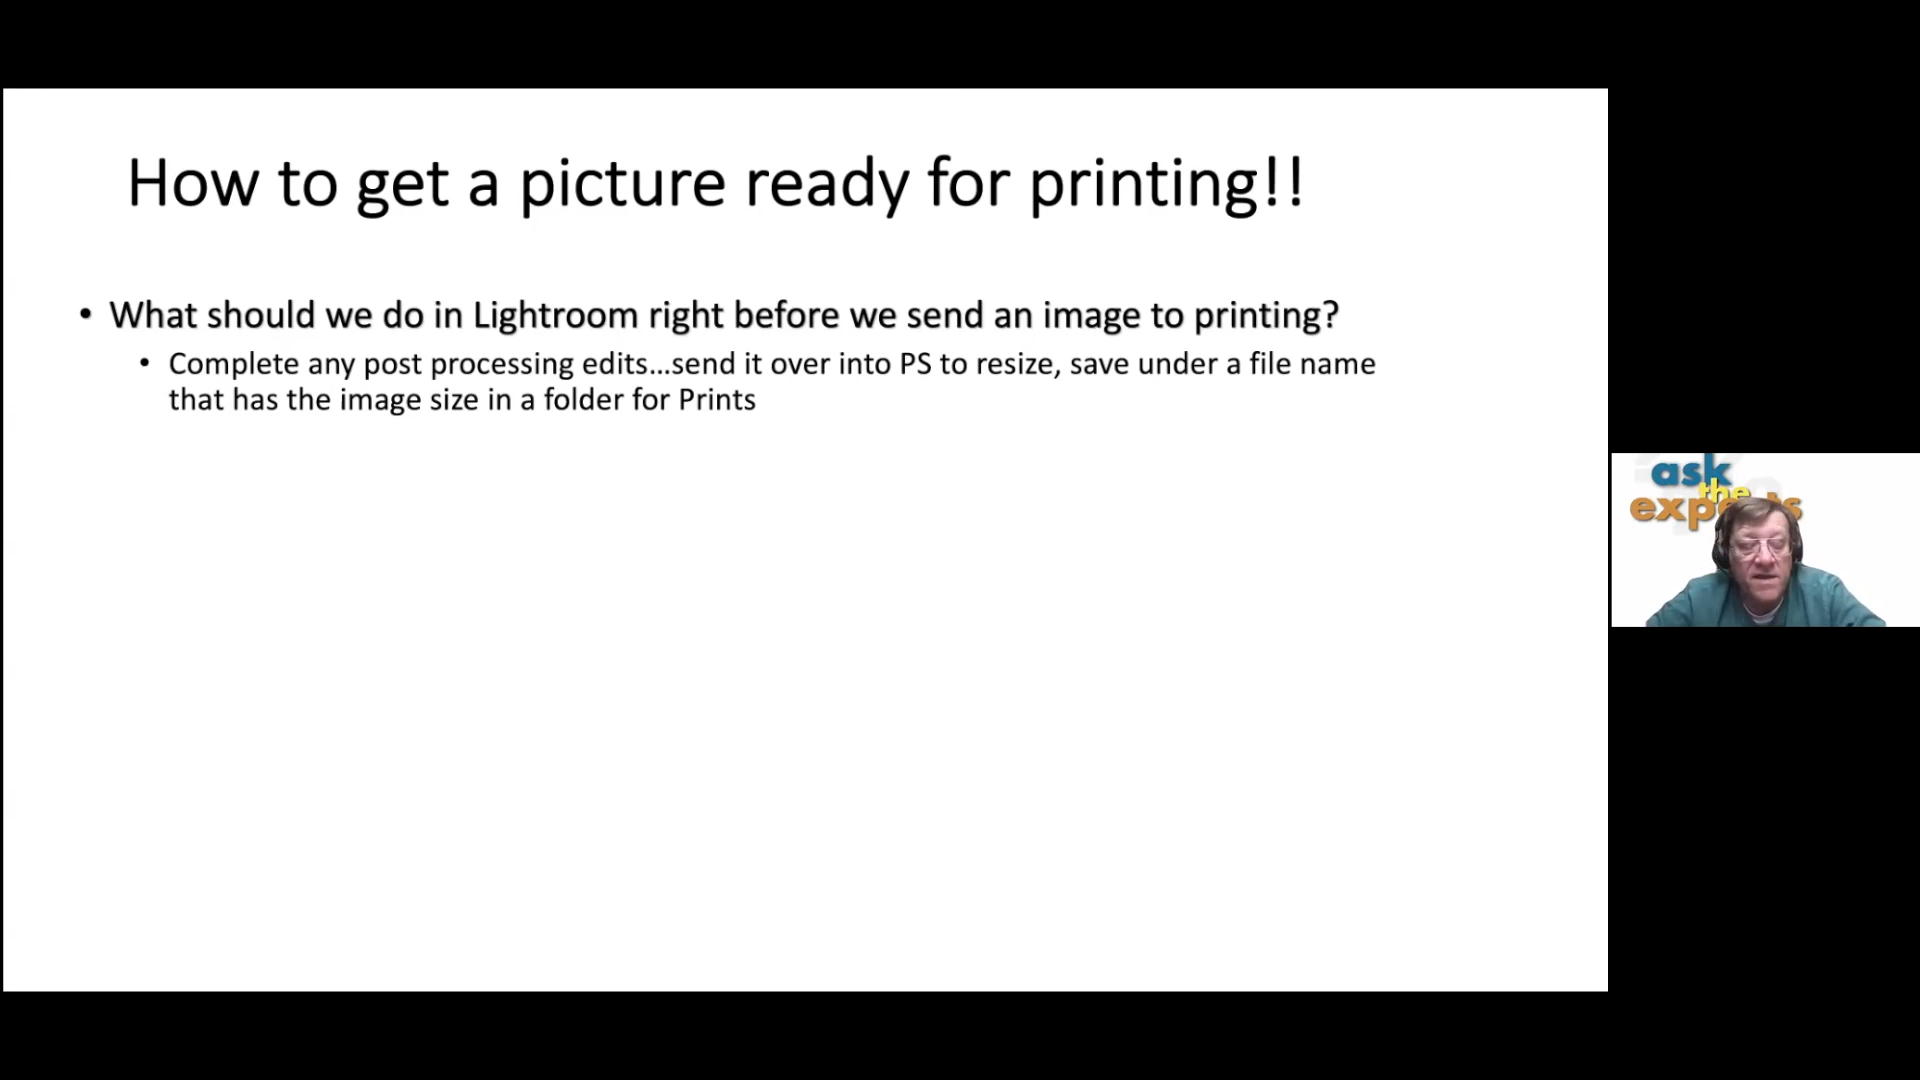 How to get a picture ready for printing!!
• What should we do in Lightroom right before we send an image to printing?
• Complete any post processing edits...send it over into PS to resize, save under a file name
that has the image size in a folder for Prints
ask
the
experts